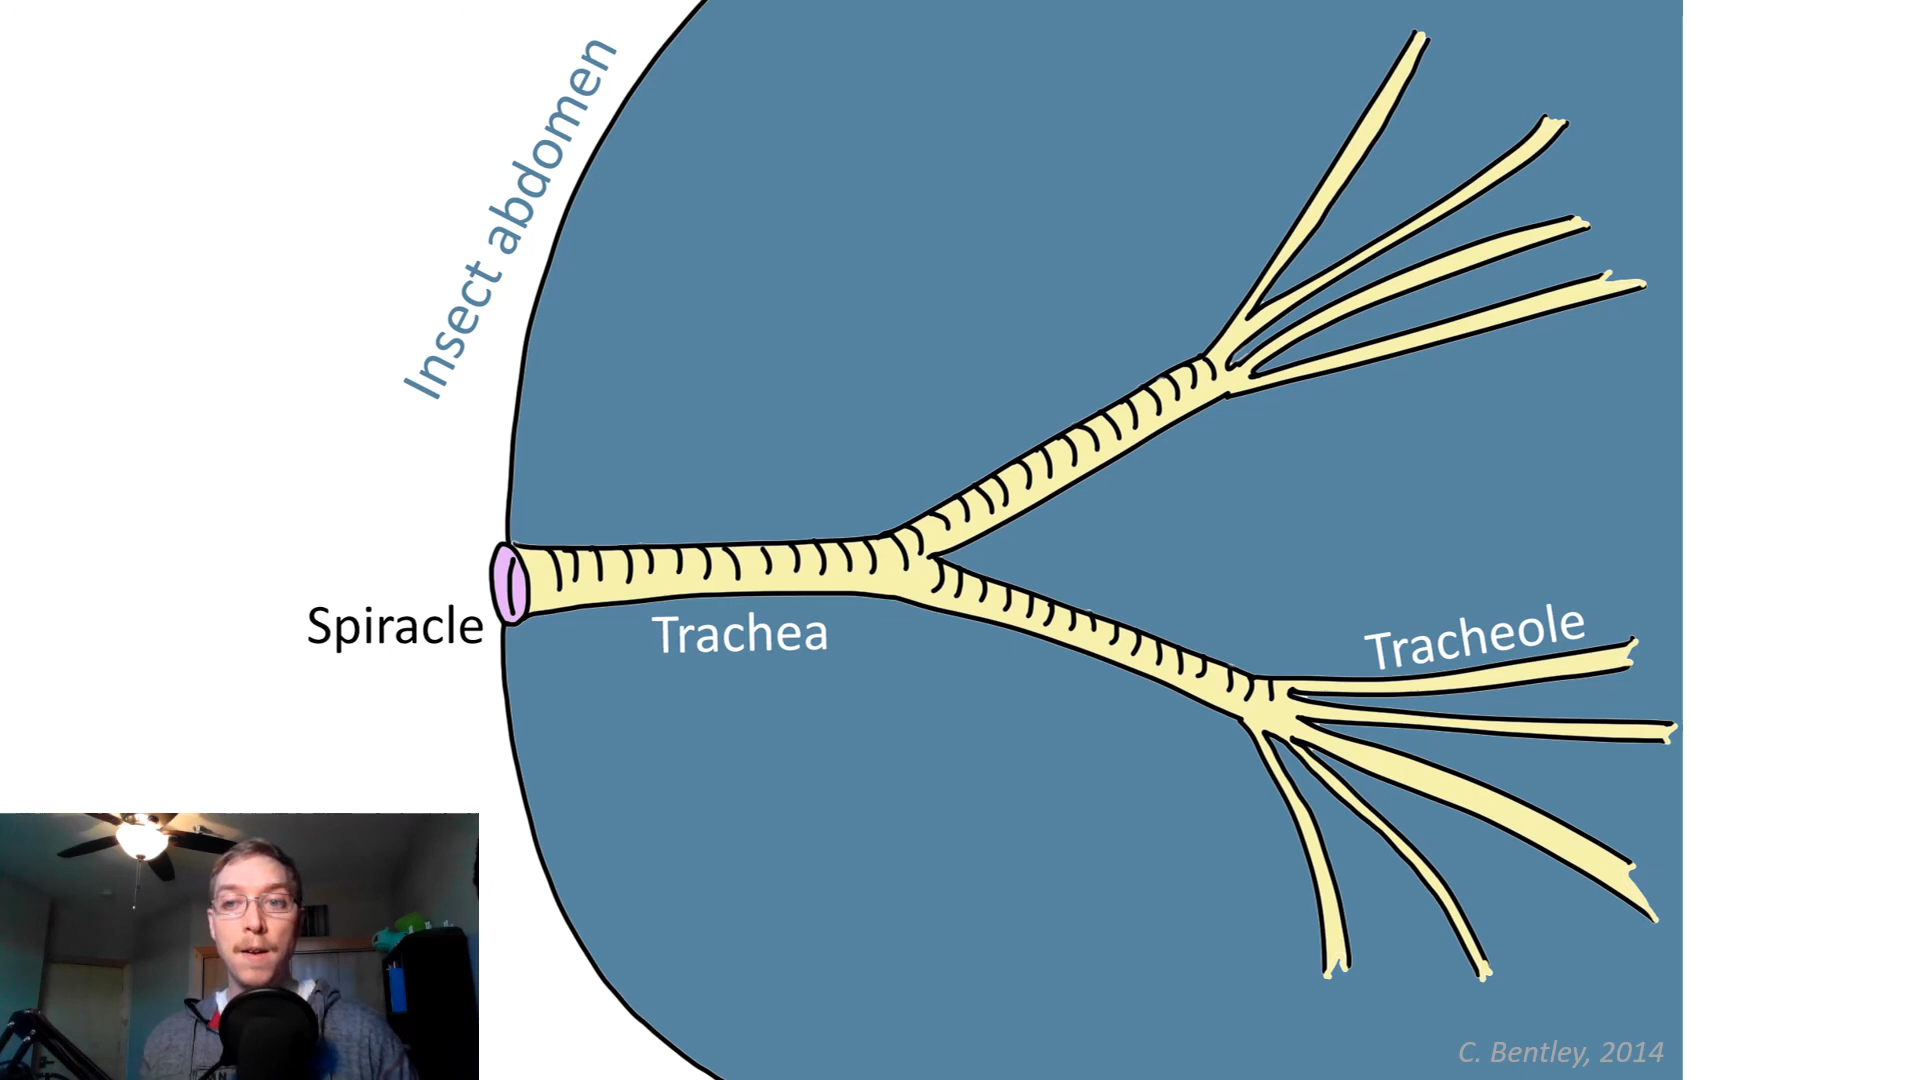 Insect abdomen
Spiracle
Trachea
Tracheole
C. Bentley, 2014